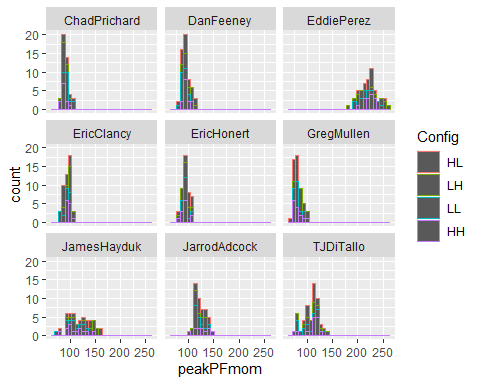 ChadPrichard DanFeeney EddiePerez
20
15
10
5
0
EricClancy EricHonert GregMullen
20
15
10
5
0
JamesHayduk JarrodAdcock TJDiTallo
20
15
10
5
0
100 150 200 250 100 150 200 250 100 150 200 250
peakPFmom
count
Config
HL
LH
LL
HH